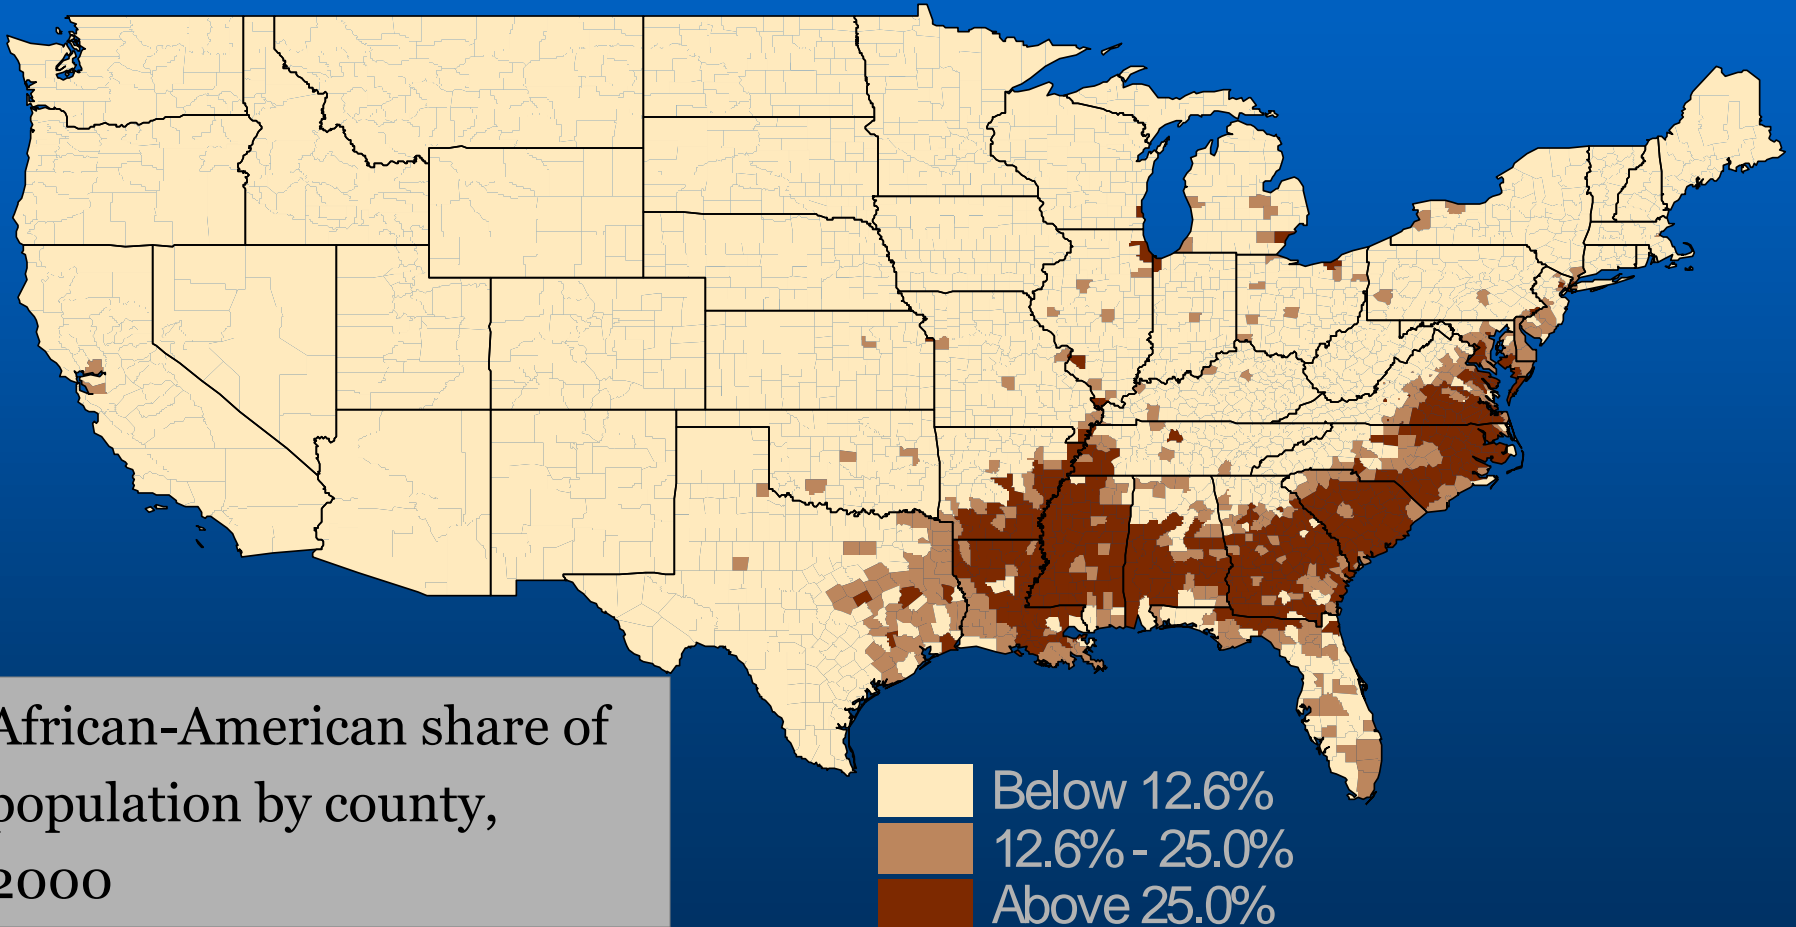 African-American share of
population by county,
2000
Below 12.6%
12.6% - 25.0%
Above 25.0%